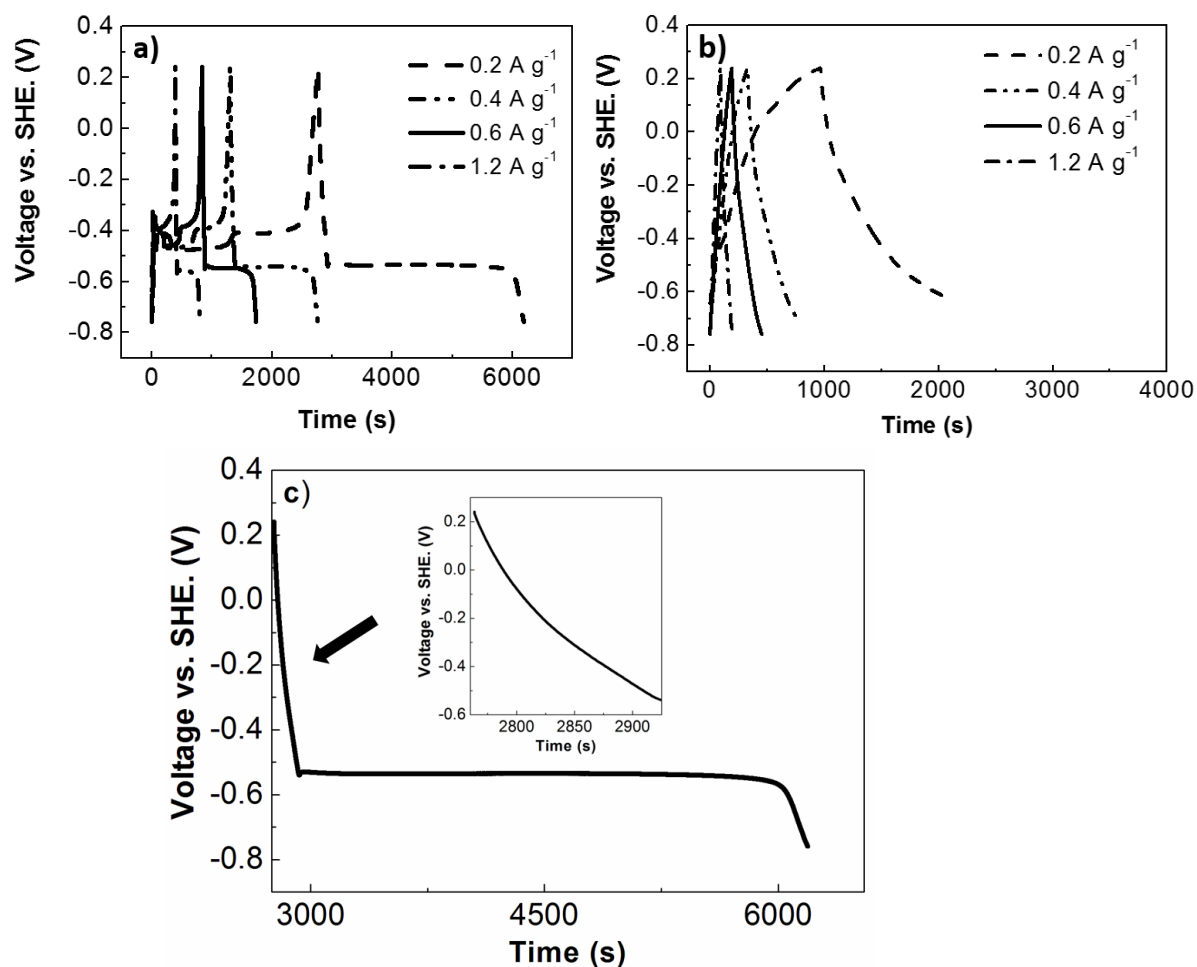 a)
0.4
0.2
0.0
-0.2
-0.4
-0.6
-0.8
Voltage vs. SHE. (V)
0.2 A g⁻¹
0.4 A g⁻¹
0.6 A g⁻¹
1.2 A g⁻¹
0 2000 4000 6000
Time (s)
b)
0.4
0.2
0.0
-0.2
-0.4
-0.6
-0.8
Voltage vs. SHE. (V)
0.2 A g⁻¹
0.4 A g⁻¹
0.6 A g⁻¹
1.2 A g⁻¹
0 1000 2000 3000 4000
Time (s)
c)
0.4
0.2
0.0
-0.2
-0.4
-0.6
-0.8
Voltage vs. SHE. (V)
0.2
0.0
-0.2
-0.4
-0.6
Voltage vs. SHE. (V)
2800 2850 2900
Time (s)
3000 4500 6000
Time (s)